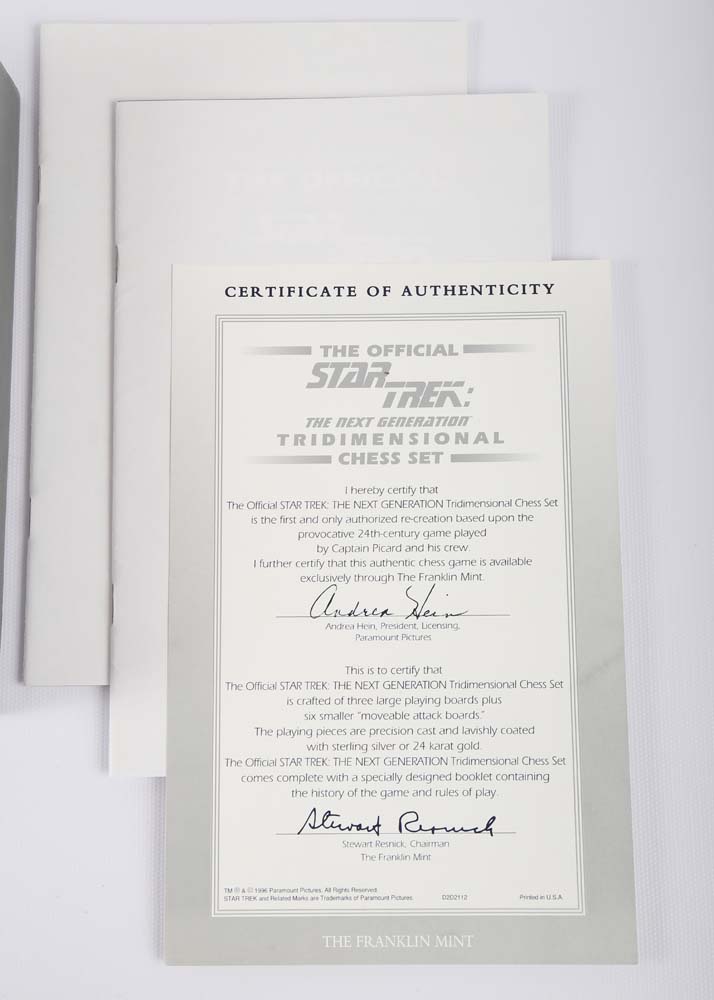 CERTIFICATE OF AUTHENTICITY
THE OFFICIAL
STAR
TREK:
THE NEXT GENERATION
TRIDIMENSIONAL
CHESS SET
I hereby certify that
The Official STAR TREK: THE NEXT GENERATION Tridimensional Chess Set
is the first and only authorized re-creation based upon the
provocative 24th-century game played
by Captain Picard and his crew.
I further certify that this authentic chess game is available
exclusively through The Franklin Mint.
Andrea Hein
Andrea Hein, President, Licensing,
Paramount Pictures
This is to certify that
The Official STAR TREK: THE NEXT GENERATION Tridimensional Chess Set
is crafted of three large playing boards plus
six smaller "moveable attack boards."
The playing pieces are precision cast and lavishly coated
with sterling silver or 24 karat gold.
The Official STAR TREK: THE NEXT GENERATION Tridimensional Chess Set
comes complete with a specially designed booklet containing
the history of the game and rules of play.
Stewart Resnick
Stewart Resnick, Chairman
The Franklin Mint
TM ® & © 1996 Paramount Pictures. All Rights Reserved.
STAR TREK and Related Marks are Trademarks of Paramount Pictures. D2D2112 Printed in U.S.A.
THE FRANKLIN MINT